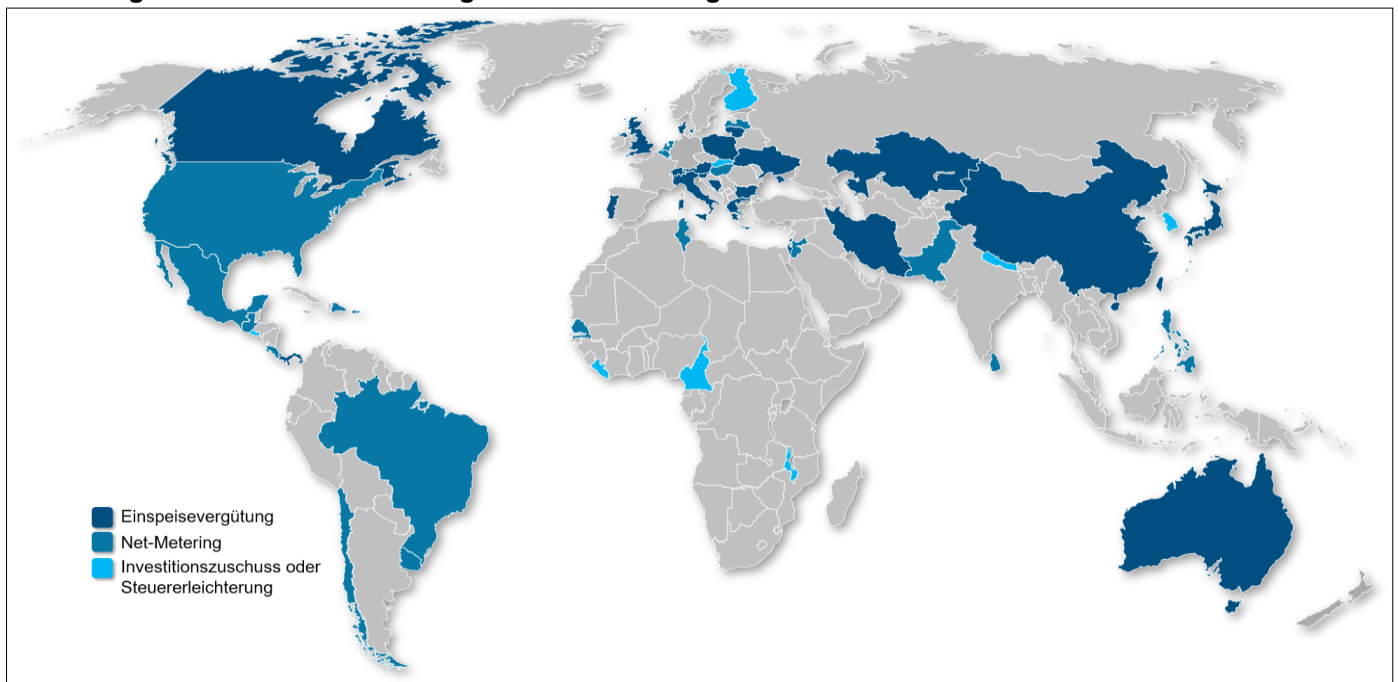 Einspeisevergütung
Net-Metering
Investitionszuschuss oder
Steuererleichterung